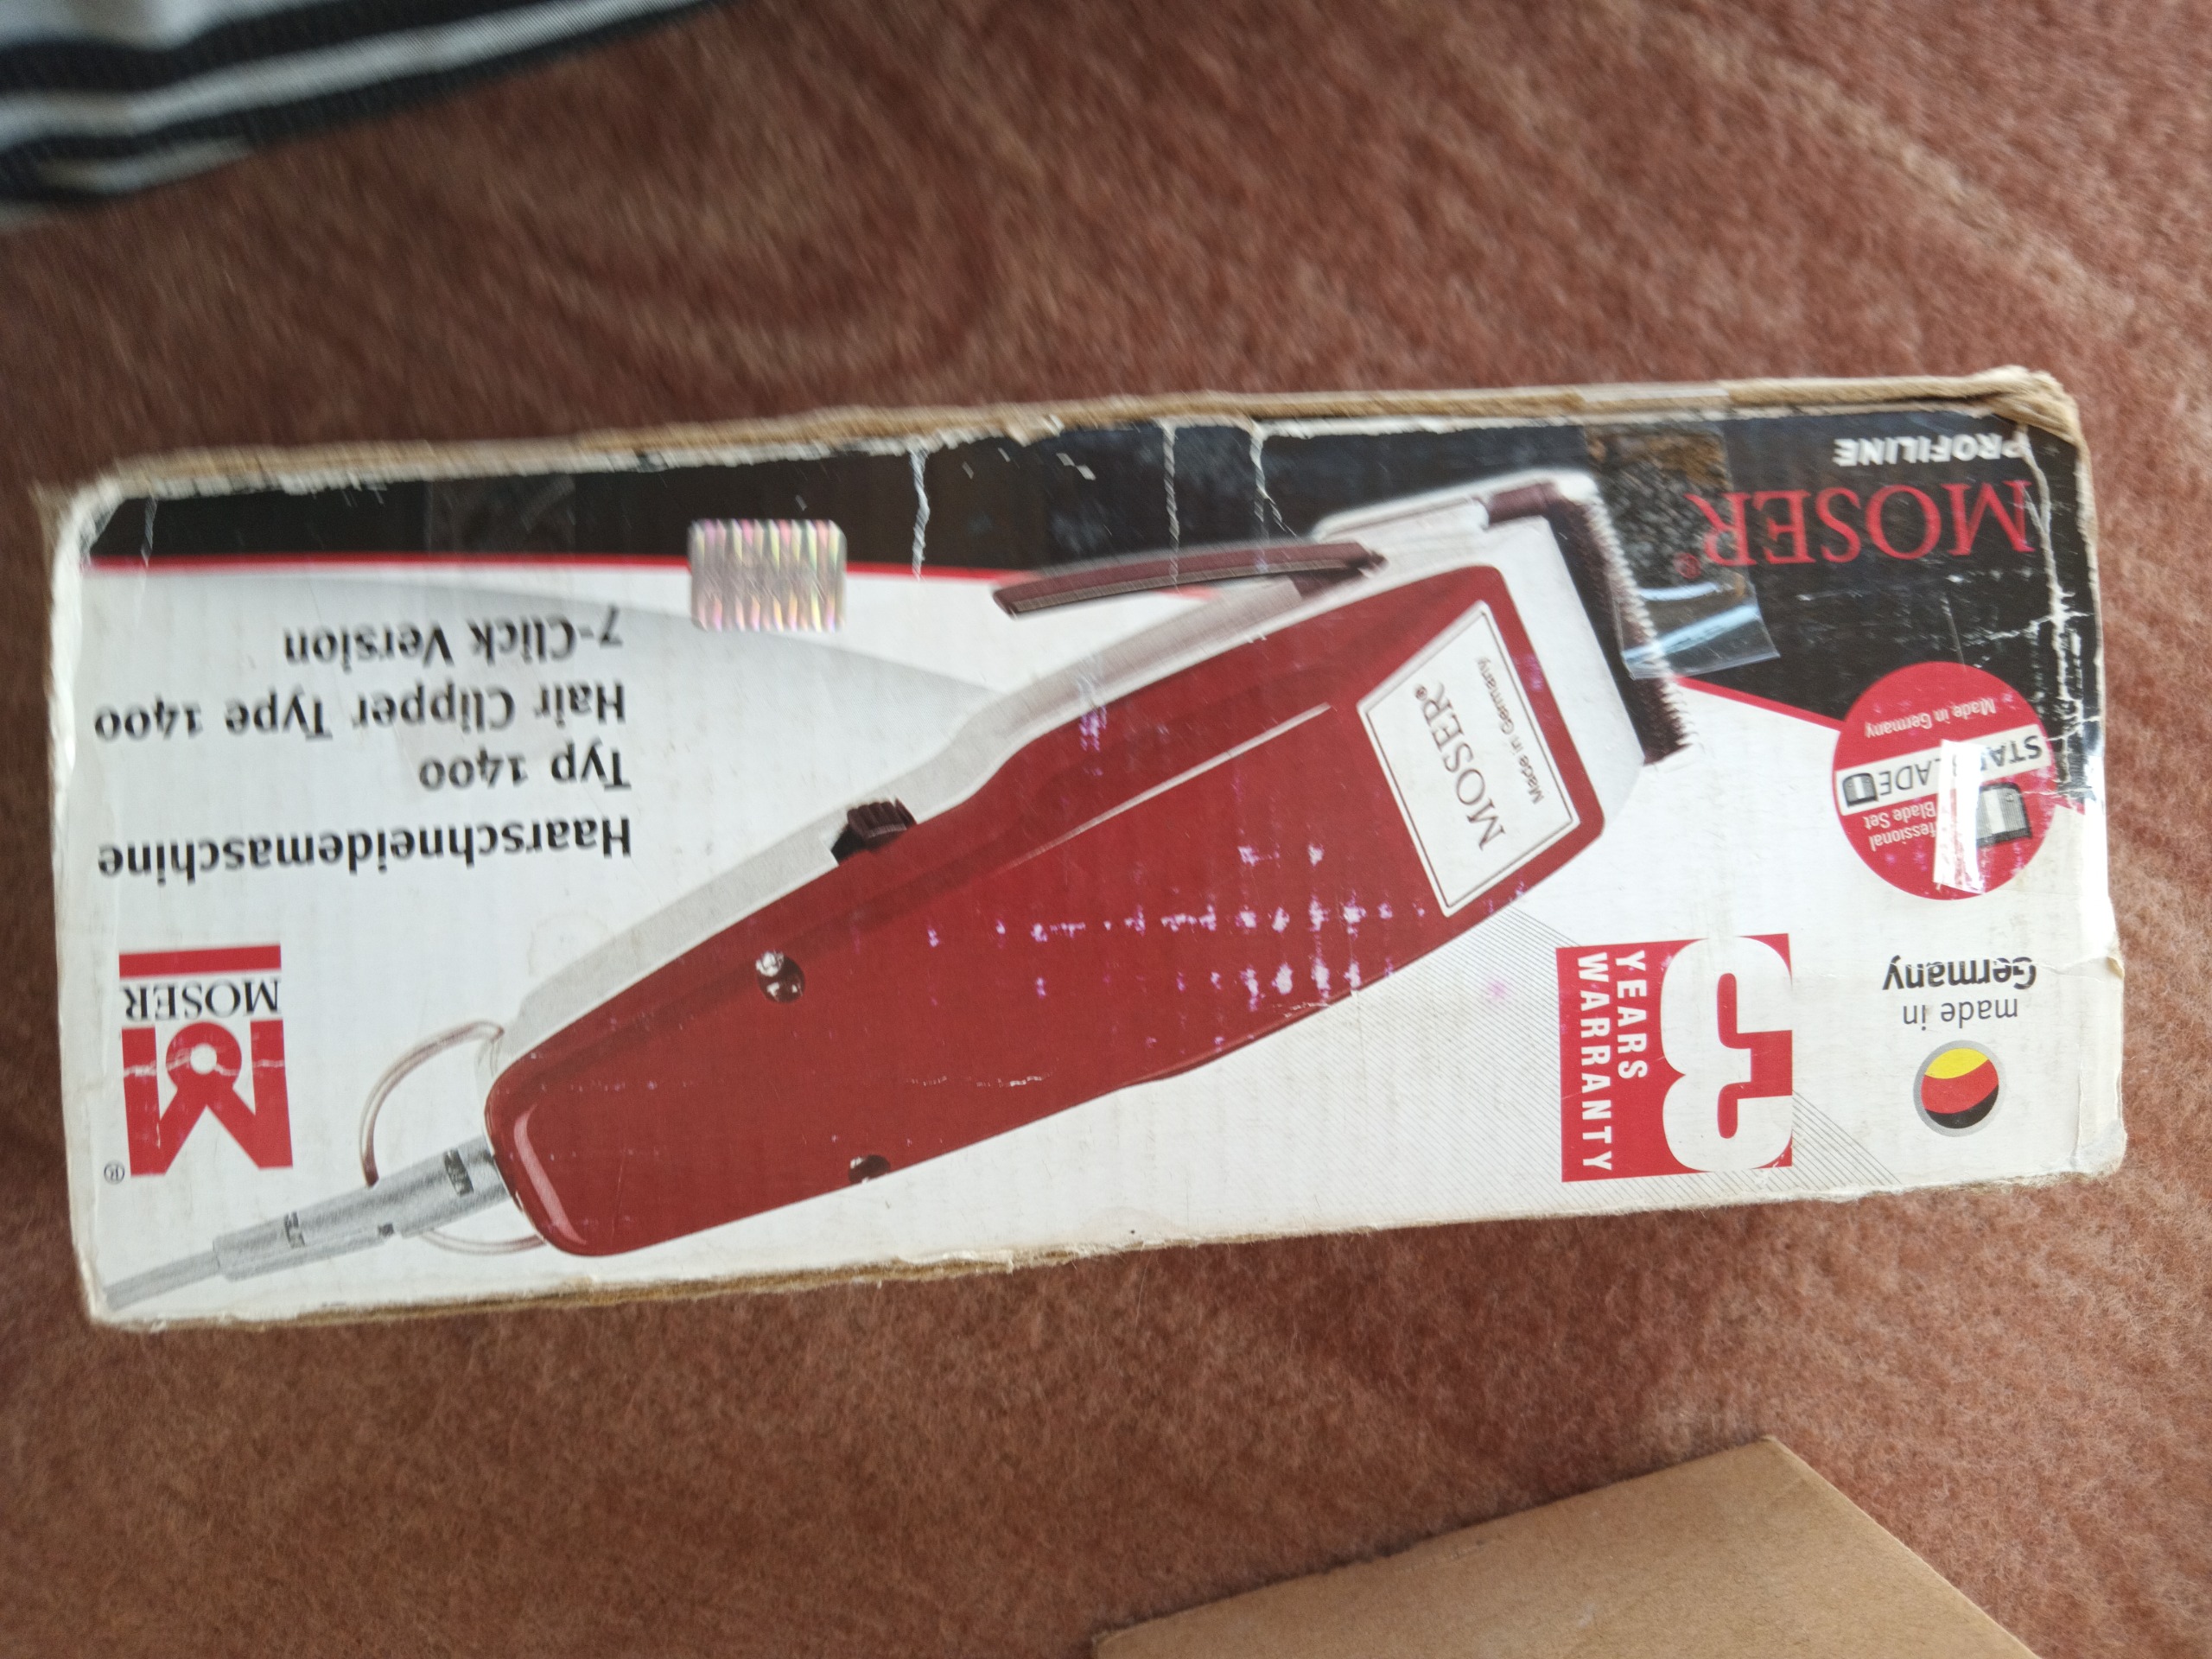 MOSER®
PROFILINE
made in
Germany
3
YEARS
WARRANTY
Blade Set
Made in Germany
MOSER®
Made in Germany
MOSER
®
Haarschneidemaschine
Typ 1400
Hair Clipper Type 1400
7-Click Version